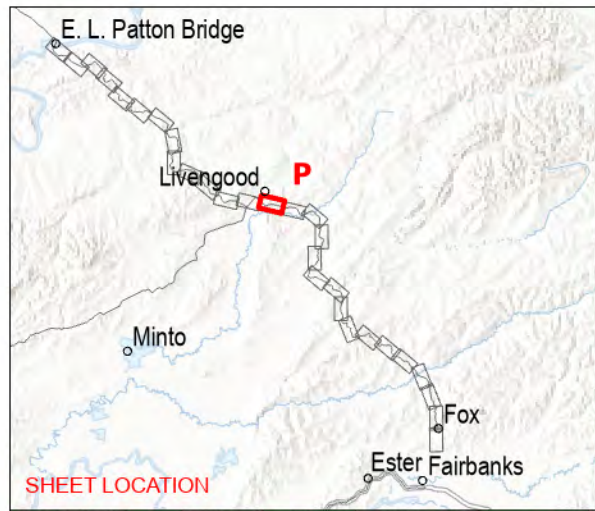 E. L. Patton Bridge
P
Livengood
Minto
Fox
Ester Fairbanks
SHEET LOCATION